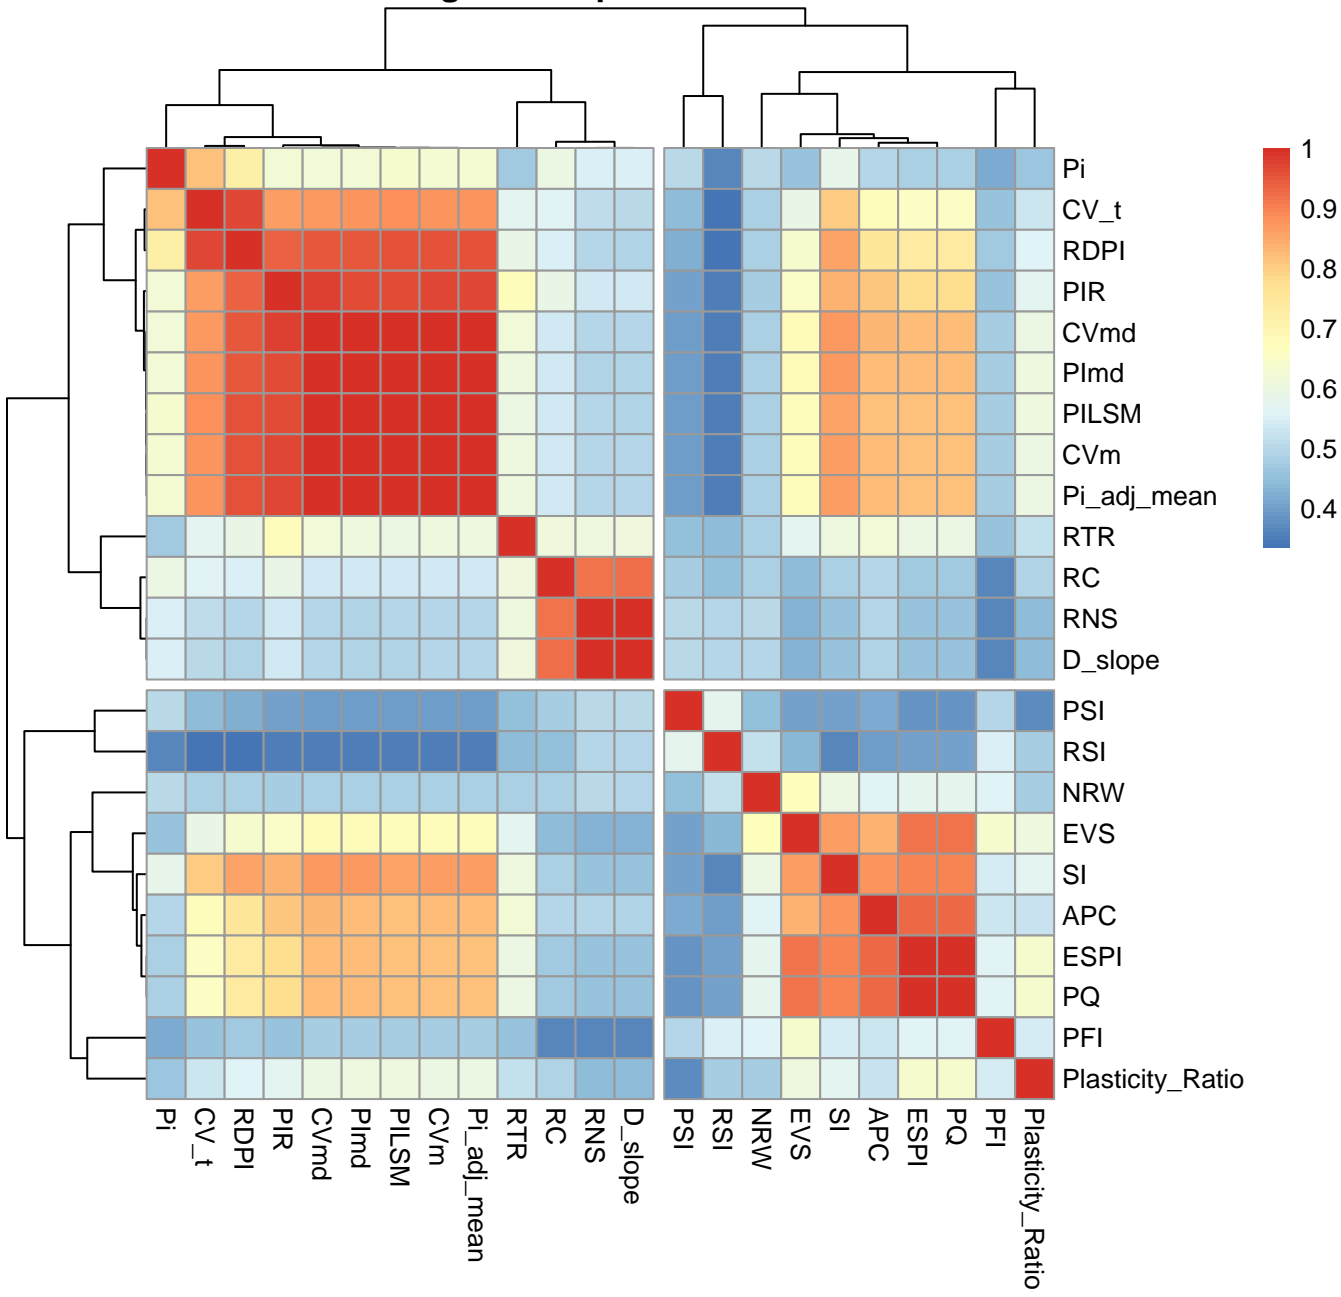 Pi
CV_t
RDPI
PIR
CVmd
PImd
PILSM
CVm
Pi_adj_mean
RTR
RC
RNS
D_slope
PSI
RSI
NRW
EVS
SI
APC
ESPI
PQ
PFI
Plasticity_Ratio
1
0.9
0.8
0.7
0.6
0.5
0.4
Pi
CV_t
RDPI
PIR
CVmd
PImd
PILSM
CVm
Pi_adj_mean
RTR
RC
RNS
D_slope
PSI
RSI
NRW
EVS
SI
APC
ESPI
PQ
PFI
Plasticity_Ratio